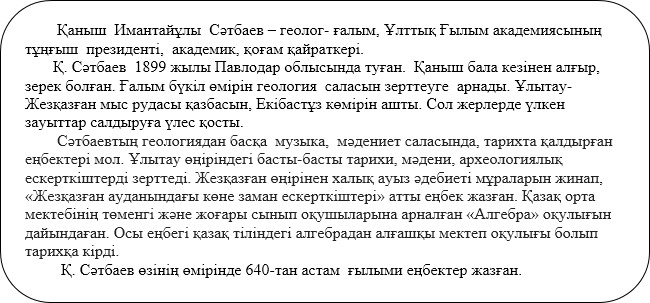 Қаныш Имантайұлы Сәтбаев – геолог- ғалым, Ұлттық Ғылым академиясының
тұңғыш президенті, академик, қоғам қайраткері.
Қ. Сәтбаев 1899 жылы Павлодар облысында туған. Қаныш бала кезінен алғыр,
зерек болған. Ғалым бүкіл өмірін геология саласын зерттеуге арнады. Ұлытау-
Жезқазған мыс рудасы қазбасын, Екібастұз көмірін ашты. Сол жерлерде үлкен
зауыттар салдыруға үлес қосты.
Сәтбаевтың геологиядан басқа музыка, мәдениет саласында, тарихта қалдырған
еңбектері мол. Ұлытау өңіріндегі басты-басты тарихи, мәдени, археологиялық
ескерткіштерді зерттеді. Жезқазған өңірінен халық ауыз әдебиеті мұраларын жинап,
«Жезқазған ауданындағы көне заман ескерткіштері» атты еңбек жазған. Қазақ орта
мектебінің төменгі және жоғары сынып оқушыларына арналған «Алгебра» оқулығын
дайындаған. Осы еңбегі қазақ тіліндегі алгебрадан алғашқы мектеп оқулығы болып
тарихқа кірді.
Қ. Сәтбаев өзінің өмірінде 640-тан астам ғылыми еңбектер жазған.